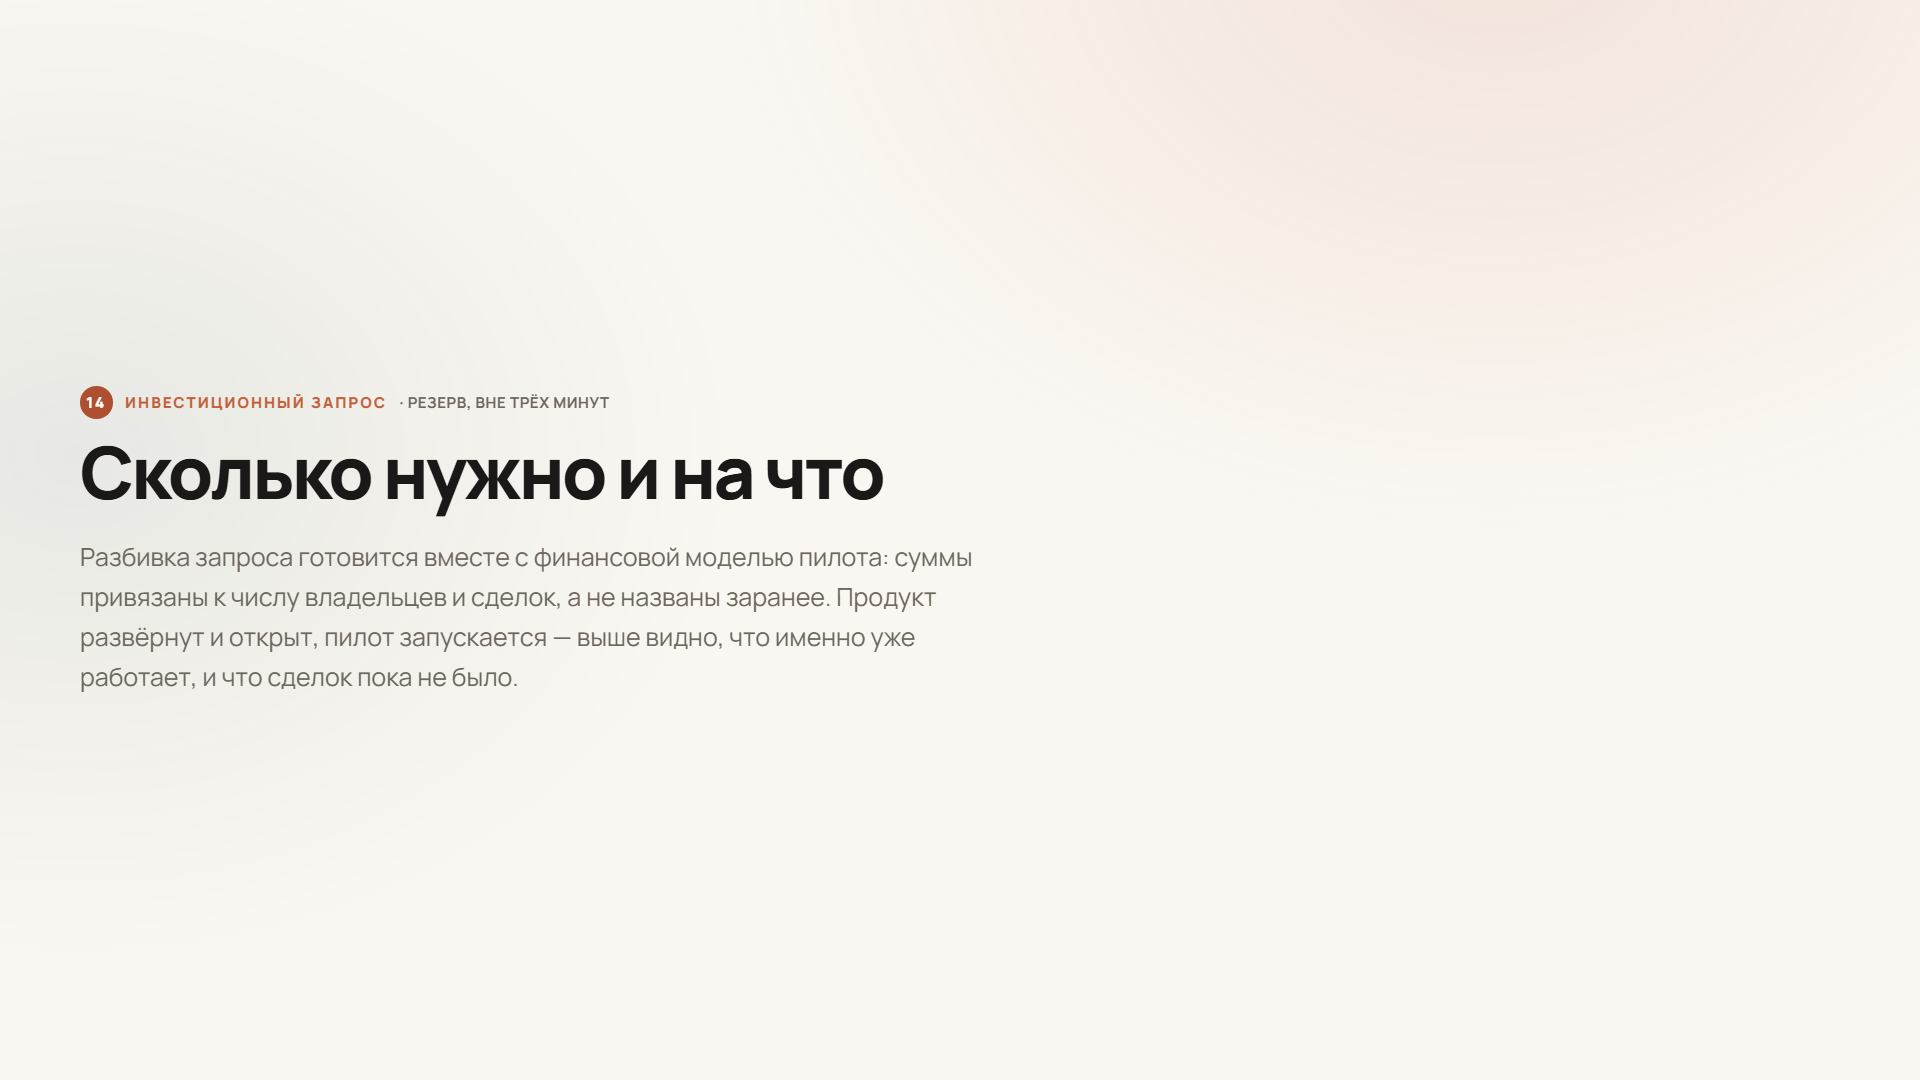 14 ИНВЕСТИЦИОННЫЙ ЗАПРОС · РЕЗЕРВ, ВНЕ ТРЁХ МИНУТ
Сколько нужно и на что
Разбивка запроса готовится вместе с финансовой моделью пилота: суммы
привязаны к числу владельцев и сделок, а не названы заранее. Продукт
развёрнут и открыт, пилот запускается — выше видно, что именно уже
работает, и что сделок пока не было.